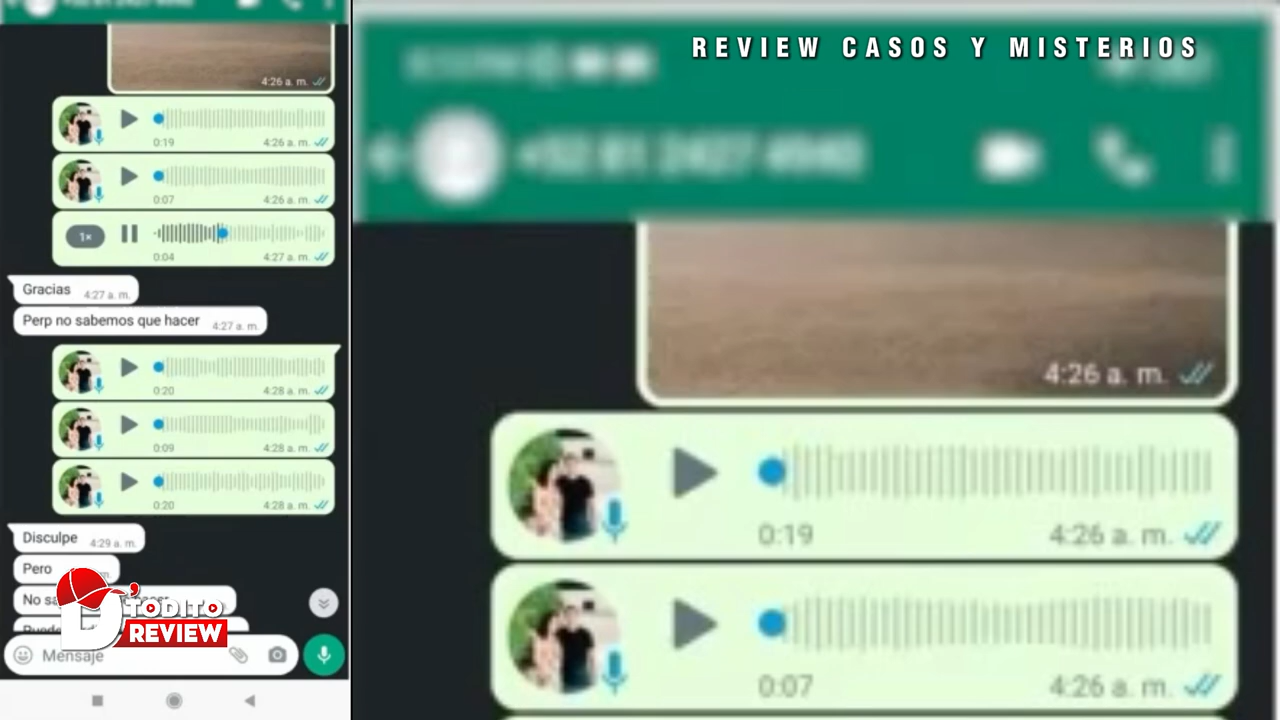 REVIEW CASOS Y MISTERIOS
4:26 a. m.
0:19 4:26 a. m.
0:07 4:26 a. m.
1×
0:04 4:27 a. m.
Gracias 4:27 a. m.
Perp no sabemos que hacer 4:27 a. m.
0:20 4:28 a. m.
0:09 4:28 a. m.
0:20 4:28 a. m.
Disculpe 4:29 a. m.
Pero
No
D'TODITO
REVIEW
Mensaje
4:26 a. m.
0:19 4:26 a. m.
0:07 4:26 a. m.